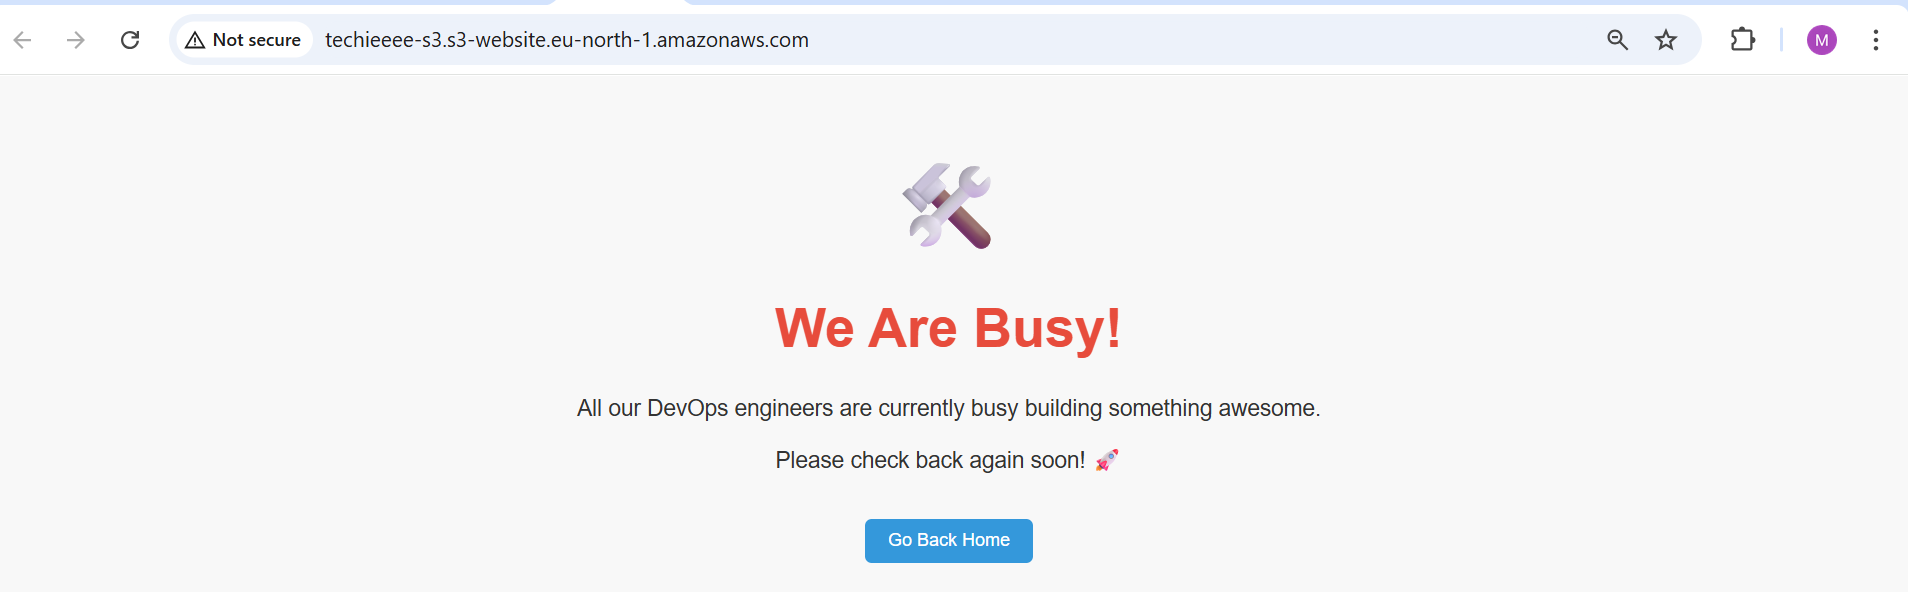 Not secure techieeee-s3.s3-website.eu-north-1.amazonaws.com M
We Are Busy!
All our DevOps engineers are currently busy building something awesome.
Please check back again soon! 🚀
Go Back Home